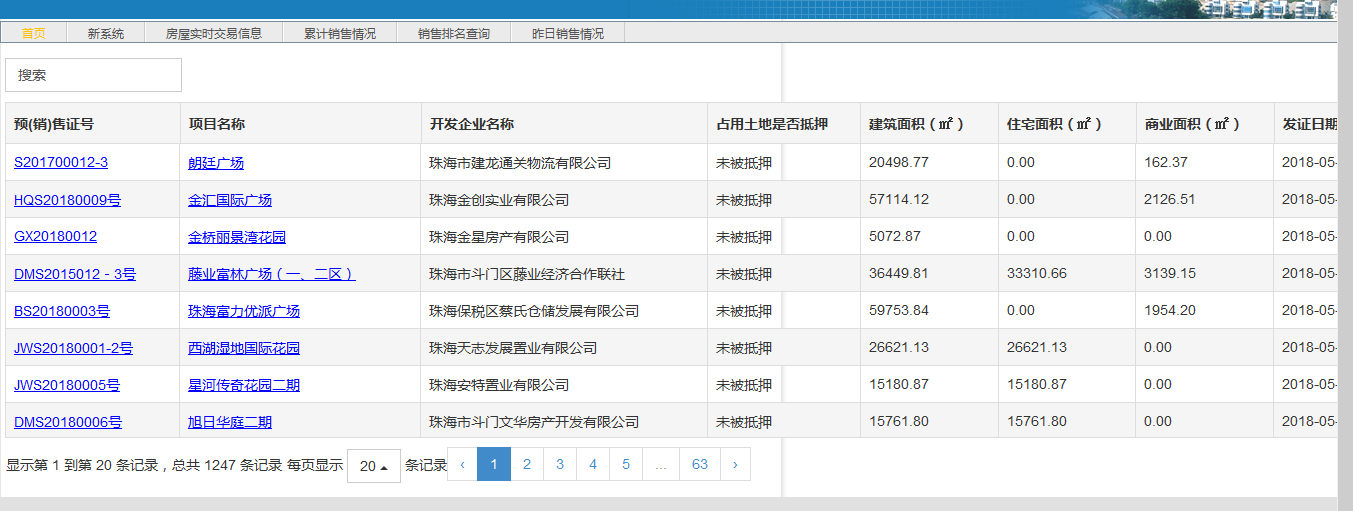 首页 新系统 房屋实时交易信息 累计销售情况 销售排名查询 昨日销售情况
搜索
预(销)售证号 项目名称 开发企业名称 占用土地是否抵押 建筑面积（㎡） 住宅面积（㎡） 商业面积（㎡） 发证日期
S201700012-3 朗廷广场 珠海市建龙通关物流有限公司 未被抵押 20498.77 0.00 162.37 2018-05-
HQS20180009号 金汇国际广场 珠海金创实业有限公司 未被抵押 57114.12 0.00 2126.51 2018-05-
GX20180012 金桥丽景湾花园 珠海金星房产有限公司 未被抵押 5072.87 0.00 0.00 2018-05-
DMS2015012－3号 藤业富林广场（一、二区） 珠海市斗门区藤业经济合作联社 未被抵押 36449.81 33310.66 3139.15 2018-05-
BS20180003号 珠海富力优派广场 珠海保税区蔡氏仓储发展有限公司 未被抵押 59753.84 0.00 1954.20 2018-05-
JWS20180001-2号 西湖湿地国际花园 珠海天志发展置业有限公司 未被抵押 26621.13 26621.13 0.00 2018-05-
JWS20180005号 星河传奇花园二期 珠海安特置业有限公司 未被抵押 15180.87 15180.87 0.00 2018-05-
DMS20180006号 旭日华庭二期 珠海市斗门文华房产开发有限公司 未被抵押 15761.80 15761.80 0.00 2018-05-
显示第 1 到第 20 条记录，总共 1247 条记录 每页显示 20 条记录 ‹ 1 2 3 4 5 ... 63 ›